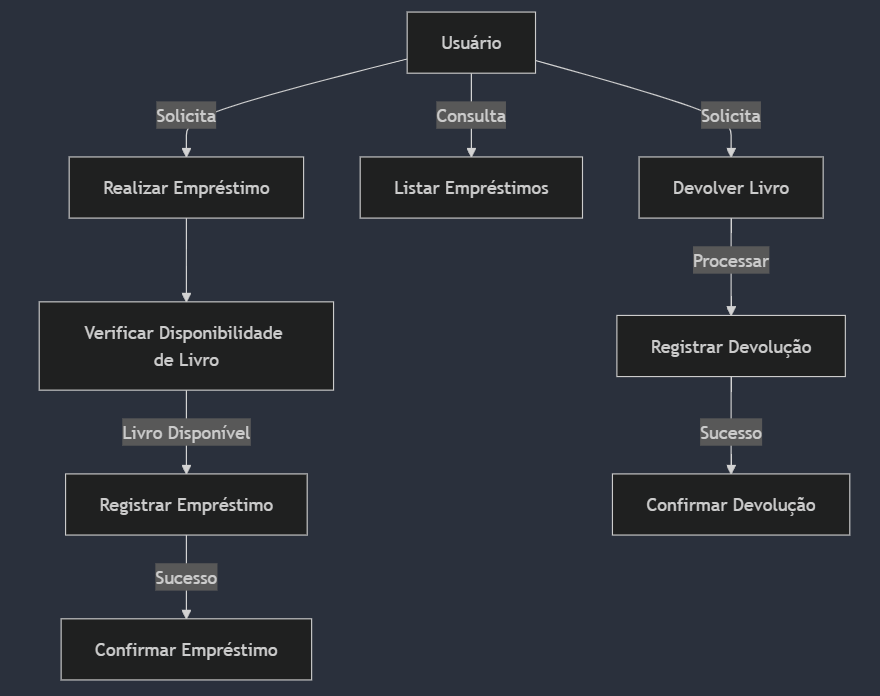 Usuário
Solicita
Consulta
Solicita
Realizar Empréstimo
Listar Empréstimos
Devolver Livro
Processar
Verificar Disponibilidade
de Livro
Registrar Devolução
Livro Disponível
Sucesso
Registrar Empréstimo
Confirmar Devolução
Sucesso
Confirmar Empréstimo